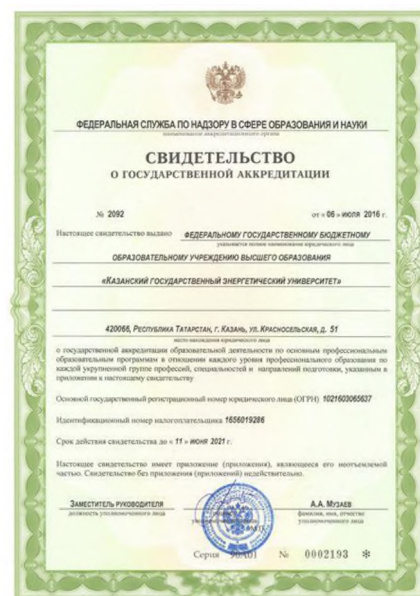 ФЕДЕРАЛЬНАЯ СЛУЖБА ПО НАДЗОРУ В СФЕРЕ ОБРАЗОВАНИЯ И НАУКИ
наименование аккредитационного органа
СВИДЕТЕЛЬСТВО
О ГОСУДАРСТВЕННОЙ АККРЕДИТАЦИИ
№ 2092 от « 06 » ИЮЛЯ 2016 г.
Настоящее свидетельство выдано ФЕДЕРАЛЬНОМУ ГОСУДАРСТВЕННОМУ БЮДЖЕТНОМУ
указывается полное наименование юридического лица
ОБРАЗОВАТЕЛЬНОМУ УЧРЕЖДЕНИЮ ВЫСШЕГО ОБРАЗОВАНИЯ
«КАЗАНСКИЙ ГОСУДАРСТВЕННЫЙ ЭНЕРГЕТИЧЕСКИЙ УНИВЕРСИТЕТ»
420066, РЕСПУБЛИКА ТАТАРСТАН, Г. КАЗАНЬ, УЛ. КРАСНОСЕЛЬСКАЯ, Д. 51
место нахождения юридического лица
о государственной аккредитации образовательной деятельности по основным профессиональным
образовательным программам в отношении каждого уровня профессионального образования по
каждой укрупненной группе профессий, специальностей и направлений подготовки, указанным в
приложении к настоящему свидетельству
Основной государственный регистрационный номер юридического лица (ОГРН) 1021603065637
Идентификационный номер налогоплательщика 1656019286
Срок действия свидетельства до « 11 » ИЮНЯ 2021 г.
Настоящее свидетельство имеет приложение (приложения), являющееся его неотъемлемой
частью. Свидетельство без приложения (приложений) недействительно.
ЗАМЕСТИТЕЛЬ РУКОВОДИТЕЛЯ А.А. МУЗАЕВ
должность уполномоченного лица фамилия, имя, отчество
уполномоченного лица
Серия 90А01 № 0002193 *